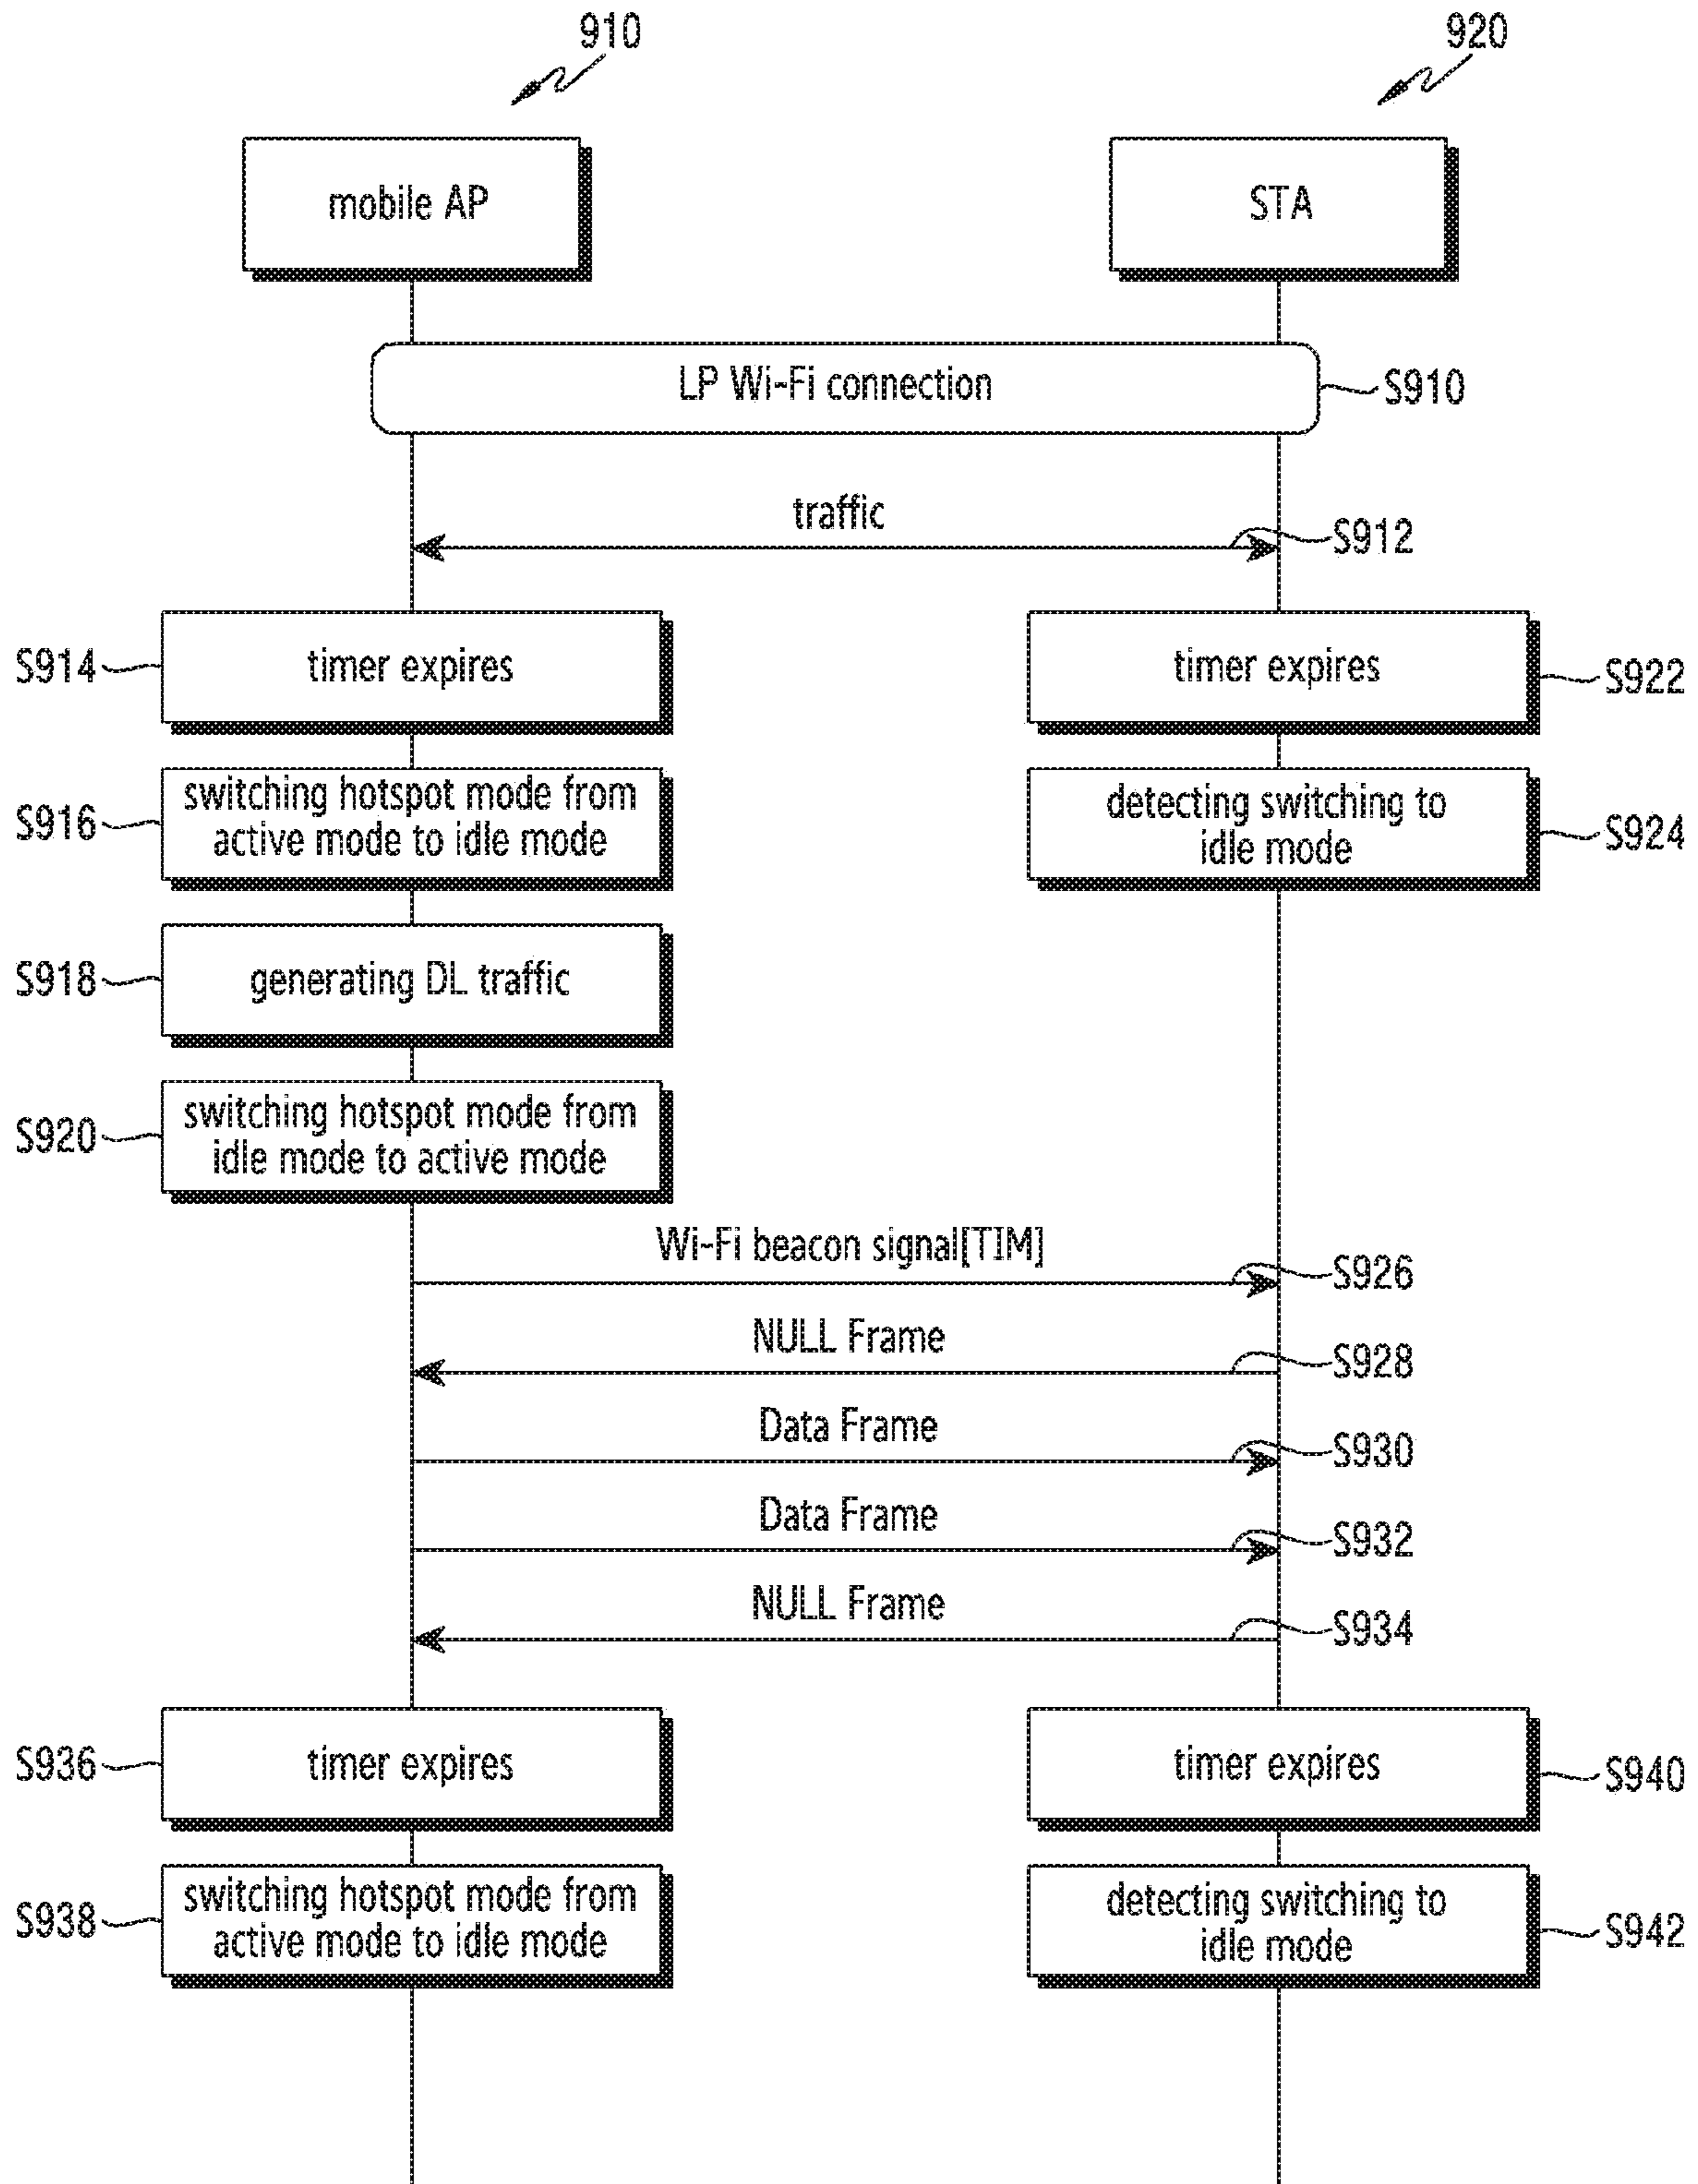 910
920
mobile AP
STA
LP Wi-Fi connection
S910
traffic
S912
S914
timer expires
timer expires
S922
S916
switching hotspot mode from
active mode to idle mode
detecting switching to
idle mode
S924
S918
generating DL traffic
S920
switching hotspot mode from
idle mode to active mode
Wi-Fi beacon signal[TIM]
S926
NULL Frame
S928
Data Frame
S930
Data Frame
S932
NULL Frame
S934
S936
timer expires
timer expires
S940
S938
switching hotspot mode from
active mode to idle mode
detecting switching to
idle mode
S942